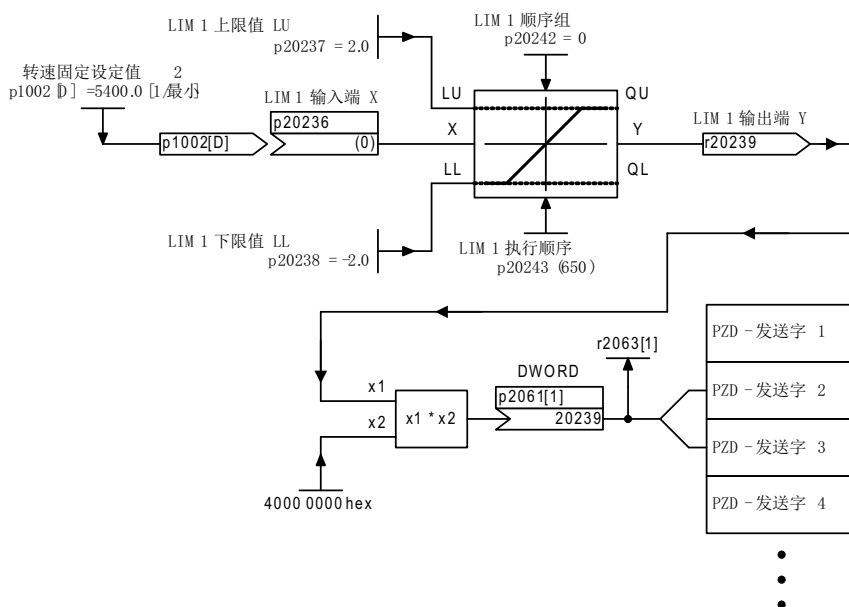 LIM 1 上限值 LU
p20237 = 2.0
LIM 1 顺序组
p20242 = 0
转速固定设定值 2
p1002 [D] =5400.0 [1/最小]
LIM 1 输入端 X
p20236
(0)
p1002[D]
LU
X
LL
QU
Y
QL
LIM 1 输出端 Y
r20239
LIM 1 下限值 LL
p20238 = -2.0
LIM 1 执行顺序
p20243 (650)
x1
x2
x1 * x2
4000 0000 hex
DWORD
p2061[1]
20239
r2063[1]
PZD -发送字 1
PZD -发送字 2
PZD -发送字 3
PZD -发送字 4